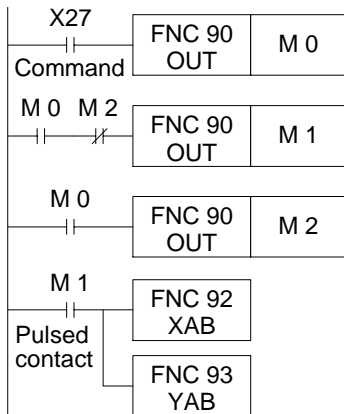 X27
Command
FNC 90
OUT
M 0
M 0 M 2
FNC 90
OUT
M 1
M 0
FNC 90
OUT
M 2
M 1
Pulsed
contact
FNC 92
XAB
FNC 93
YAB